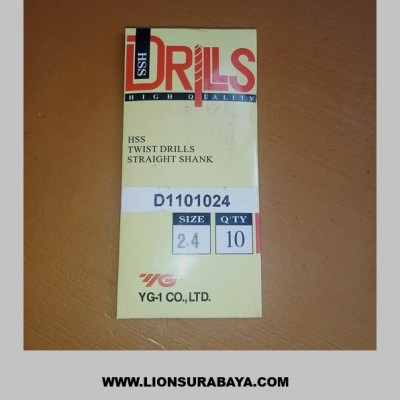 HSS
DRILLS
HIGH QUALITY
HSS
TWIST DRILLS
STRAIGHT SHANK
D1101024
SIZE Q'TY
2.4 10
YG
YG-1 CO.,LTD.
WWW.LIONSURABAYA.COM